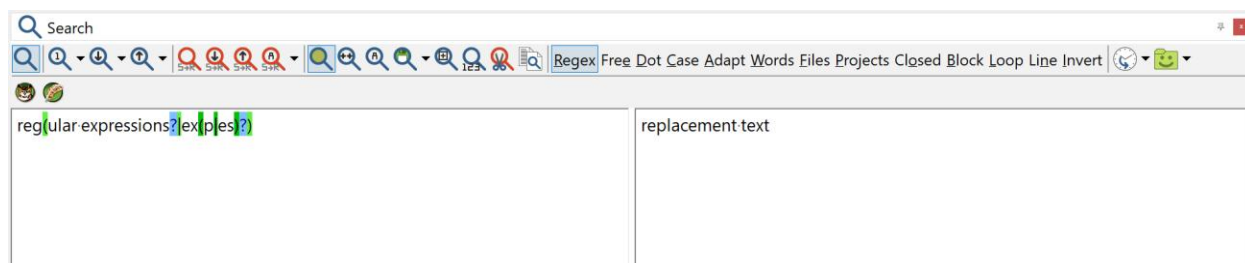 Search
Regex Free Dot Case Adapt Words Files Projects Closed Block Loop Line Invert
reg(ular·expressions?|ex(p|es)?)
replacement·text